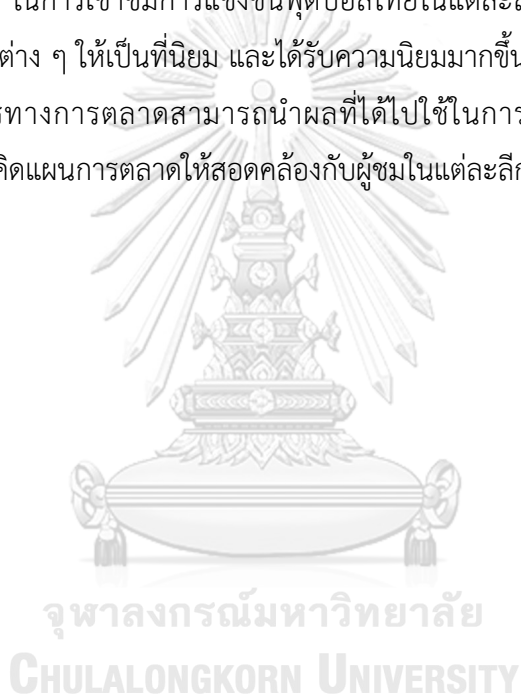 ในการเข้าชมการแข่งขันฟุตบอลไทยในแต่ละ
ต่าง ๆ ให้เป็นที่นิยม และได้รับความนิยมมากขึ้น
ทางการตลาดสามารถนำผลที่ได้ไปใช้ในการ
คิดแผนการตลาดให้สอดคล้องกับผู้ชมในแต่ละลีก
จุฬาลงกรณ์มหาวิทยาลัย
CHULALONGKORN UNIVERSITY